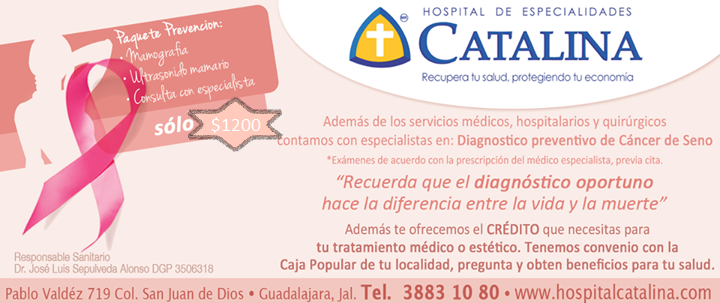 Paquete Prevencion:
• Mamografia
• Ultrasonido mamario
• Consulta con especialista
sólo $1200
HOSPITAL DE ESPECIALIDADES
CATALINA
Recupera tu salud, protegiendo tu economía
Además de los servicios médicos, hospitalarios y quirúrgicos
contamos con especialistas en: Diagnostico preventivo de Cáncer de Seno
*Exámenes de acuerdo con la prescripción del médico especialista, previa cita.
“Recuerda que el diagnóstico oportuno
hace la diferencia entre la vida y la muerte”
Además te ofrecemos el CRÉDITO que necesitas para
tu tratamiento médico o estético. Tenemos convenio con la
Caja Popular de tu localidad, pregunta y obten beneficios para tu salud.
Responsable Sanitario
Dr. José Luis Sepulveda Alonso DGP 3506318
Pablo Valdéz 719 Col. San Juan de Dios • Guadalajara, Jal. Tel. 3883 10 80 • www.hospitalcatalina.com